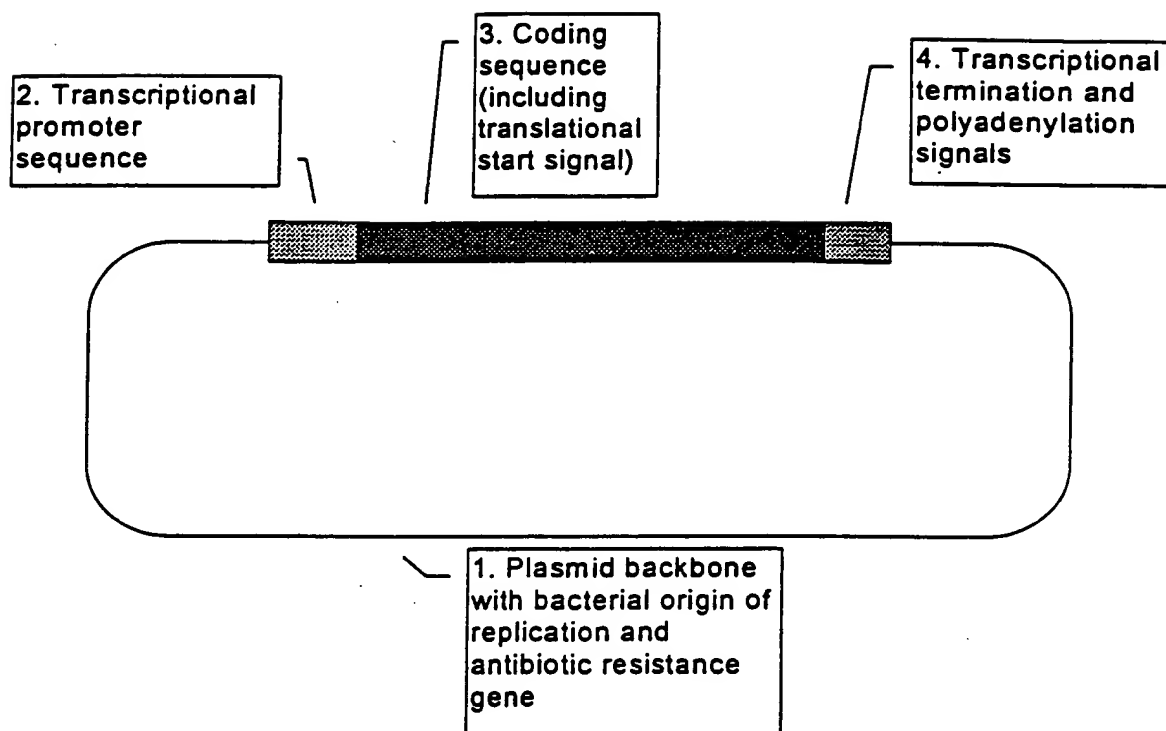 2. Transcriptional
promoter
sequence
3. Coding
sequence
(including
translational
start signal)
4. Transcriptional
termination and
polyadenylation
signals
1. Plasmid backbone
with bacterial origin of
replication and
antibiotic resistance
gene